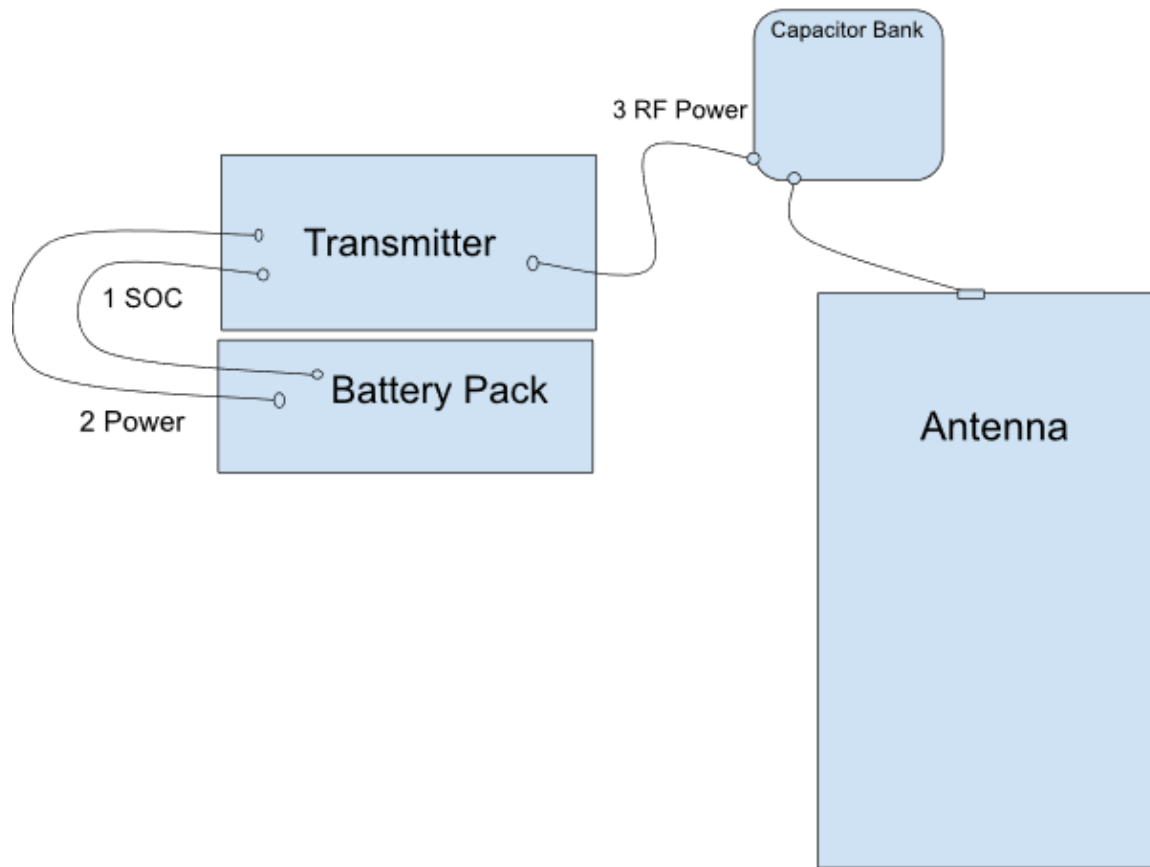 Capacitor Bank
3 RF Power
Transmitter
1 SOC
Battery Pack
2 Power
Antenna